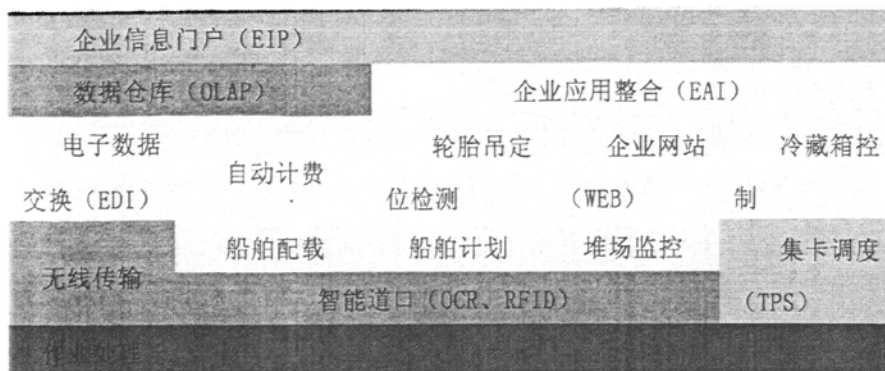 企业信息门户（EIP）
数据仓库（OLAP）
企业应用整合（EAI）
电子数据
交换（EDI）
自动计费
轮胎吊定
位检测
企业网站
（WEB）
冷藏箱控
制
船舶配载
船舶计划
堆场监控
集卡调度
（TPS）
无线传输
智能道口（OCR、RFID）
作业处理